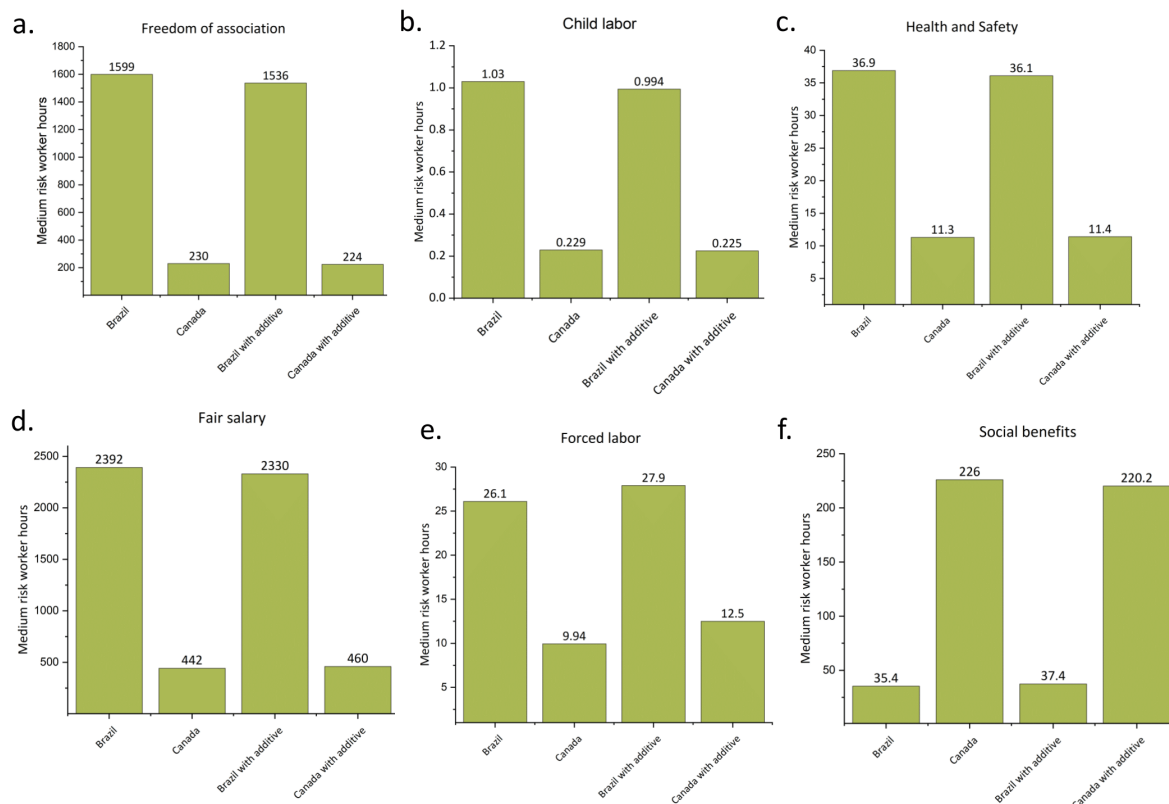 a.
Freedom of association
Medium risk worker hours
1800
1600
1400
1200
1000
800
600
400
200
1599
230
1536
224
Brazil
Canada
Brazil with additive
Canada with additive
b.
Child labor
Medium risk worker hours
1.2
1.0
0.8
0.6
0.4
0.2
0.0
1.03
0.229
0.994
0.225
Brazil
Canada
Brazil with additive
Canada with additive
c.
Health and Safety
Medium risk worker hours
40
35
30
25
20
15
10
5
36.9
11.3
36.1
11.4
Brazil
Canada
Brazil with additive
Canada with additive
d.
Fair salary
Medium risk worker hours
2500
2000
1500
1000
500
2392
442
2330
460
Brazil
Canada
Brazil with additive
Canada with additive
e.
Forced labor
Medium risk worker hours
30
25
20
15
10
5
26.1
9.94
27.9
12.5
Brazil
Canada
Brazil with additive
Canada with additive
f.
Social benefits
Medium risk worker hours
250
200
150
100
50
35.4
226
37.4
220.2
Brazil
Canada
Brazil with additive
Canada with additive